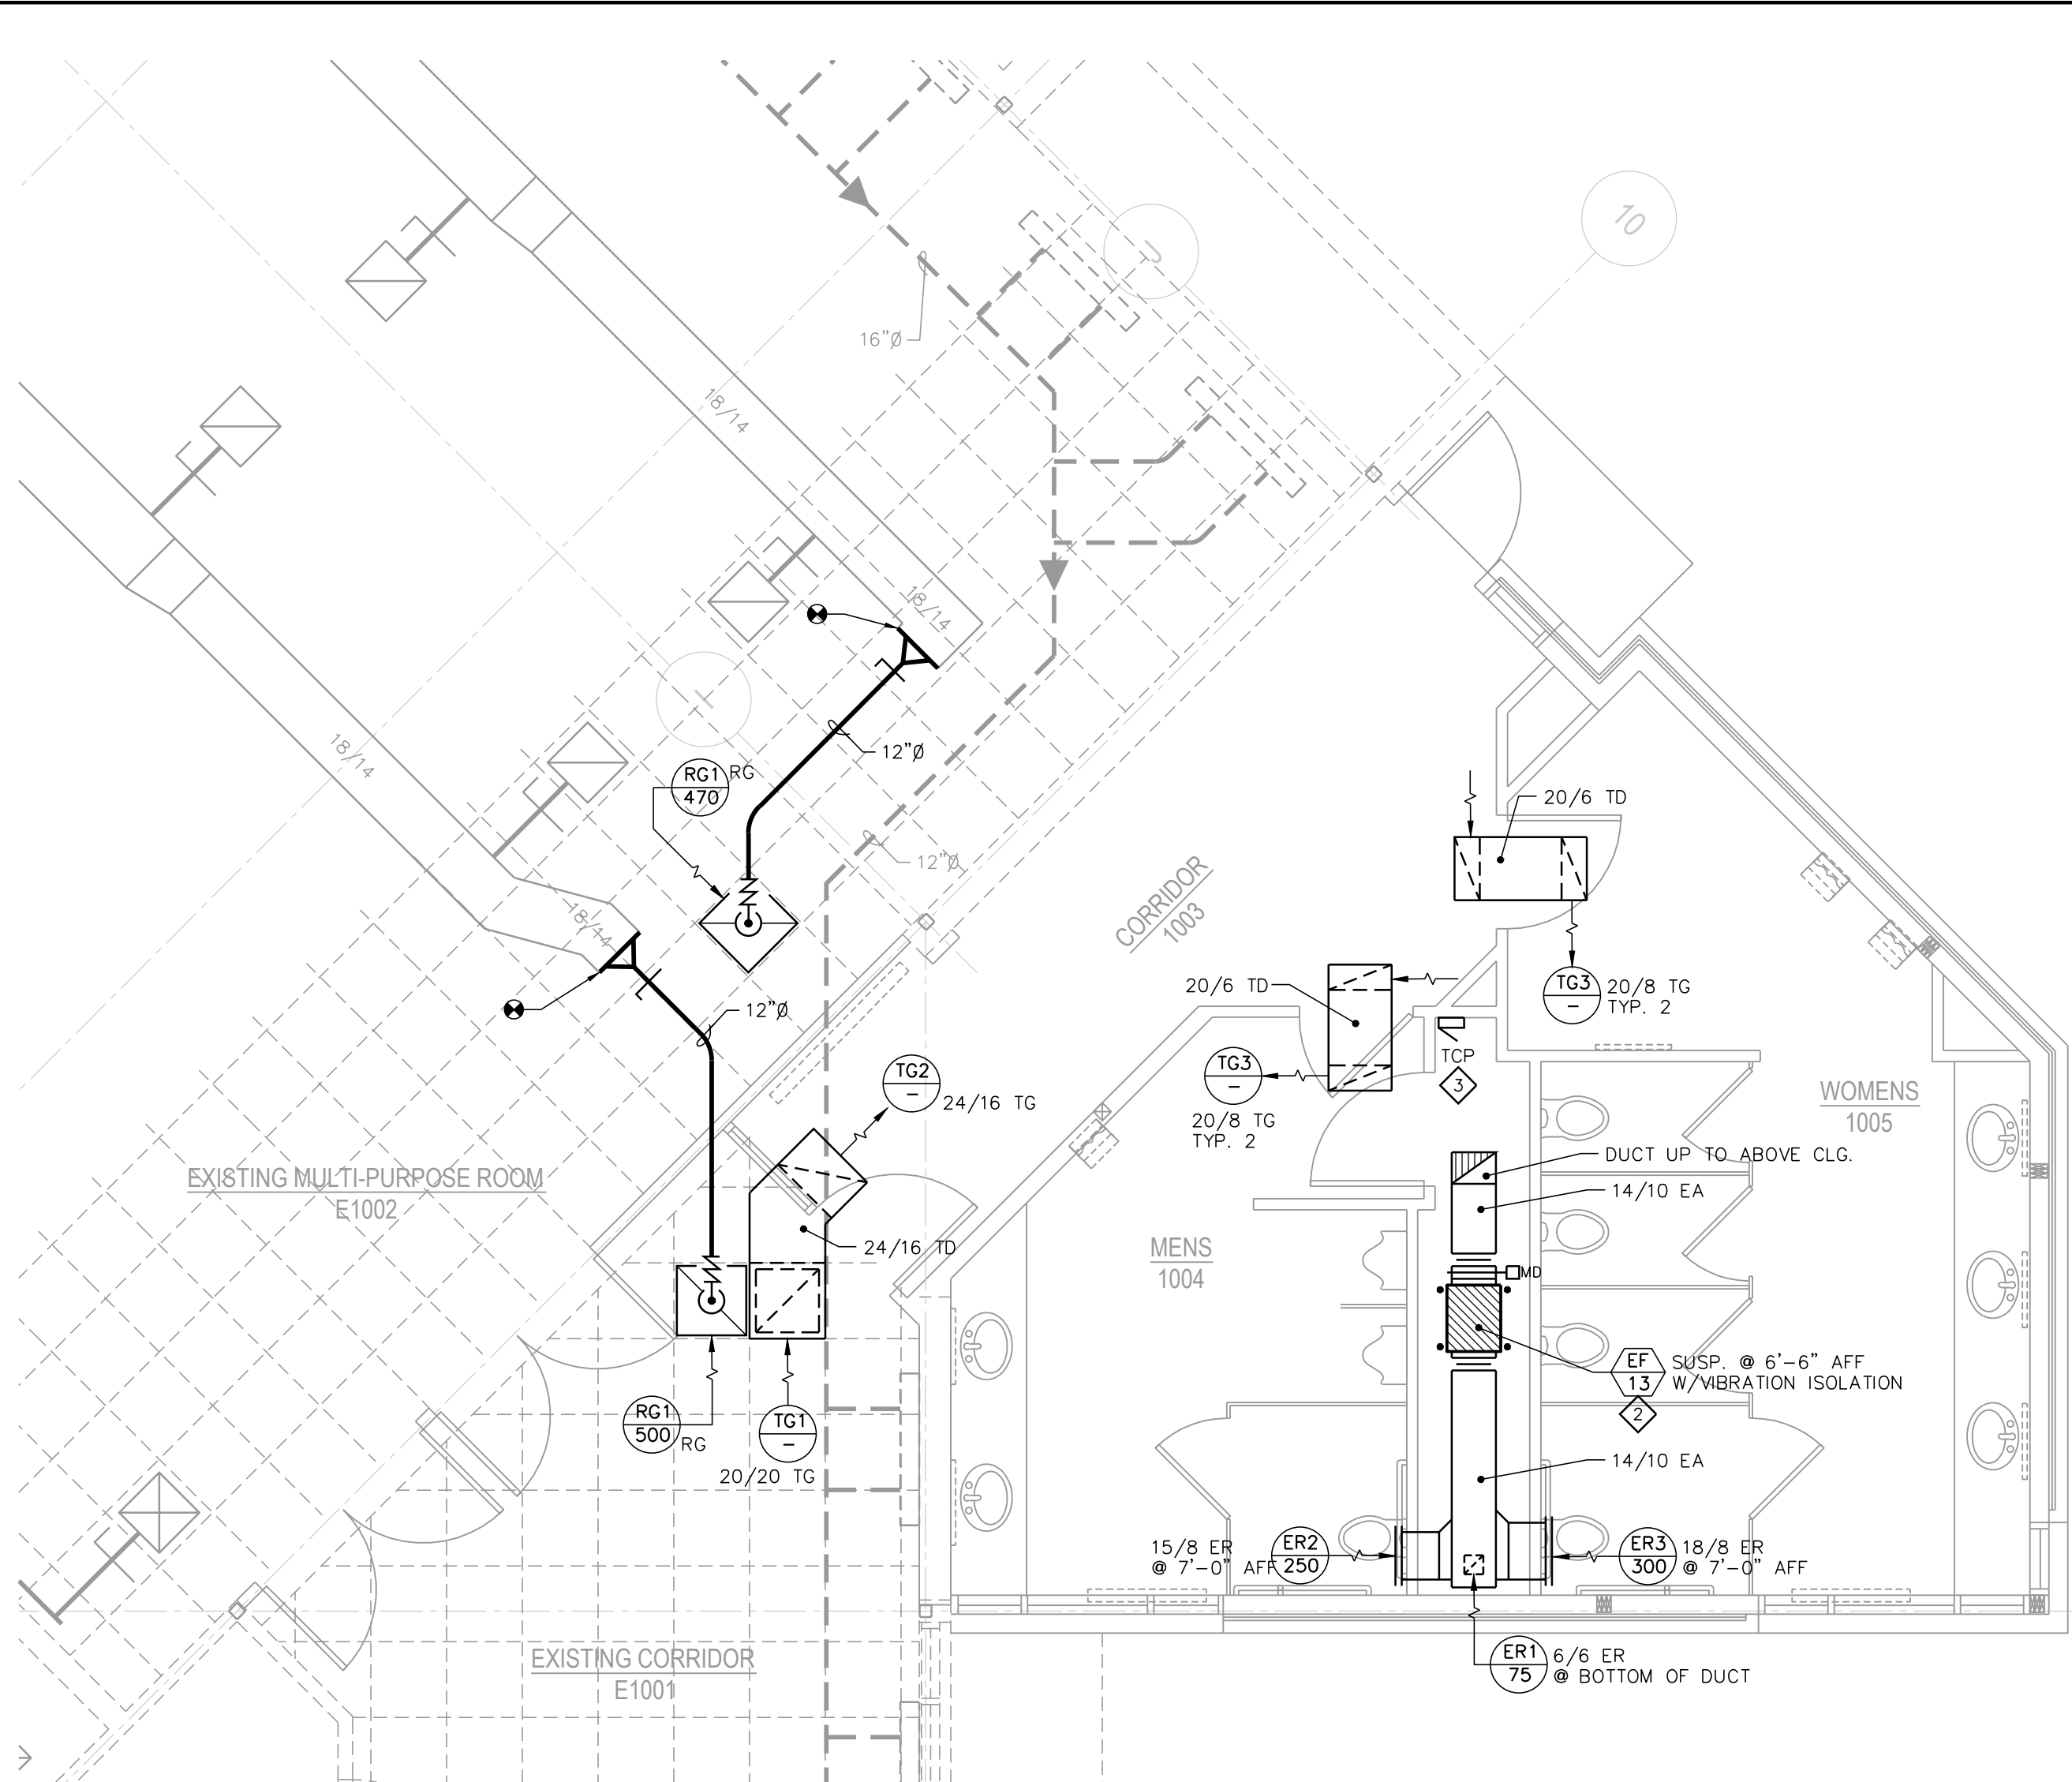 10
J
16"Ø
18/14
18/14
12"Ø
RG1
470
RG
18/14
12"Ø
18/14
12"Ø
CORRIDOR
1003
20/6 TD
20/6 TD
TG3
–
20/8 TG
TYP. 2
TG3
–
20/8 TG
TYP. 2
TCP
3
TG2
–
24/16 TG
WOMENS
1005
EXISTING MULTI-PURPOSE ROOM
E1002
DUCT UP TO ABOVE CLG.
14/10 EA
24/16 TD
MENS
1004
MD
EF
13
SUSP. @ 6'-6" AFF
W/VIBRATION ISOLATION
2
RG1
500
RG
TG1
–
20/20 TG
14/10 EA
15/8 ER
@ 7'-0" AFF
ER2
250
ER3
300
18/8 ER
@ 7'-0" AFF
EXISTING CORRIDOR
E1001
ER1
75
6/6 ER
@ BOTTOM OF DUCT